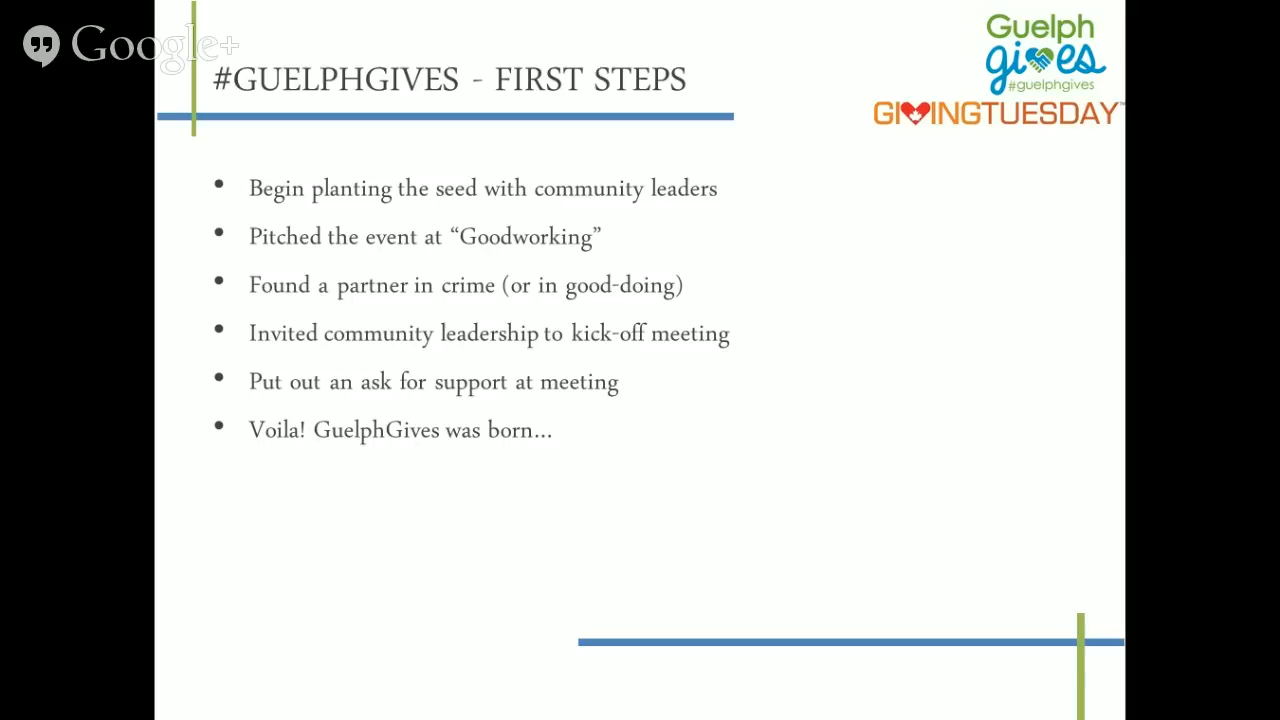 Google+
#GUELPHGIVES - FIRST STEPS
Guelph
gives
#guelphgives
GIVINGTUESDAY™
• Begin planting the seed with community leaders
• Pitched the event at “Goodworking”
• Found a partner in crime (or in good-doing)
• Invited community leadership to kick-off meeting
• Put out an ask for support at meeting
• Voila! GuelphGives was born...